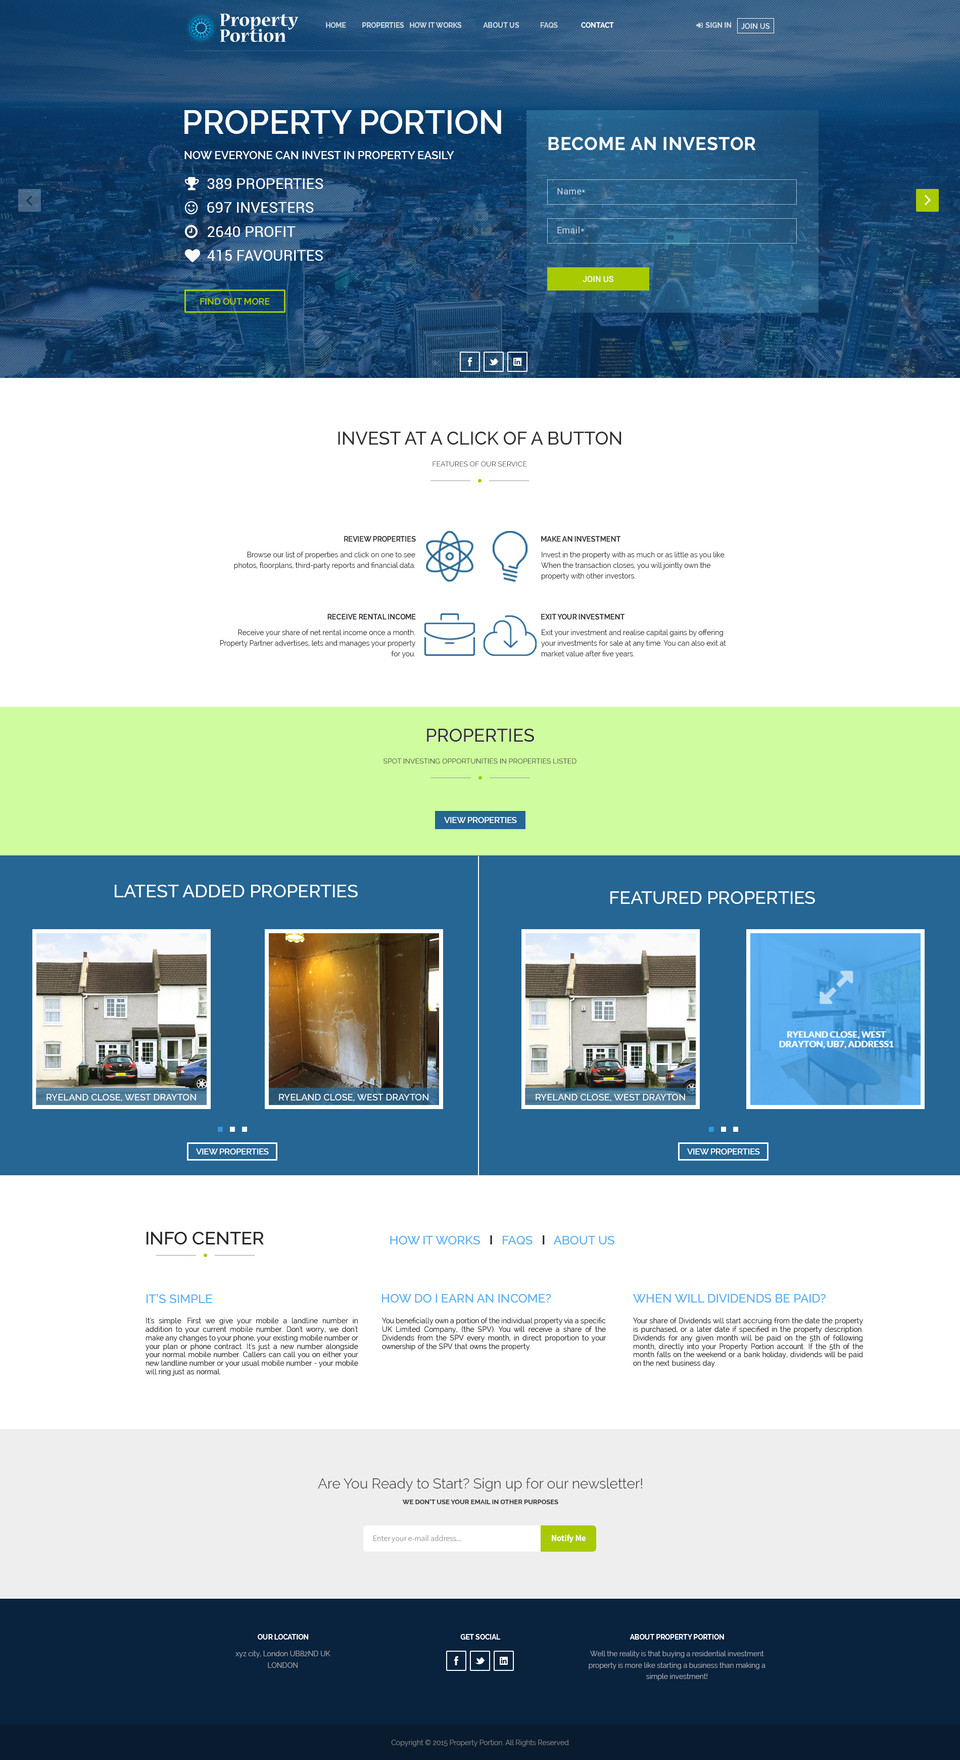 Property
Portion
HOME PROPERTIES HOW IT WORKS ABOUT US FAQS CONTACT SIGN IN JOIN US
PROPERTY PORTION
NOW EVERYONE CAN INVEST IN PROPERTY EASILY
389 PROPERTIES
697 INVESTERS
2640 PROFIT
415 FAVOURITES
FIND OUT MORE
BECOME AN INVESTOR
Name*
Email*
JOIN US
INVEST AT A CLICK OF A BUTTON
FEATURES OF OUR SERVICE
REVIEW PROPERTIES
Browse our list of properties and click on one to see
photos, floorplans, third-party reports and financial data.
MAKE AN INVESTMENT
Invest in the property with as much or as little as you like.
When the transaction closes, you will jointly own the
property with other investors.
RECEIVE RENTAL INCOME
Receive your share of net rental income once a month.
Property Partner advertises, lets and manages your property
for you.
EXIT YOUR INVESTMENT
Exit your investment and realise capital gains by offering
your investments for sale at any time. You can also exit at
market value after five years.
PROPERTIES
SPOT INVESTING OPPORTUNITIES IN PROPERTIES LISTED
VIEW PROPERTIES
LATEST ADDED PROPERTIES
RYELAND CLOSE, WEST DRAYTON
RYELAND CLOSE, WEST DRAYTON
VIEW PROPERTIES
FEATURED PROPERTIES
RYELAND CLOSE, WEST DRAYTON
RYELAND CLOSE, WEST
DRAYTON, UB7, ADDRESS1
VIEW PROPERTIES
INFO CENTER
HOW IT WORKS | FAQS | ABOUT US
IT'S SIMPLE
It's simple. First we give your mobile a landline number in
addition to your current mobile number. Don't worry, we don't
make any changes to your phone, your existing mobile number or
your plan or phone contract. It's just a new number alongside
your normal mobile number. Callers can call you on either your
new landline number or your usual mobile number - your mobile
will ring just as normal.
HOW DO I EARN AN INCOME?
You beneficially own a portion of the individual property via a specific
UK Limited Company, (the SPV). You will receive a share of the
Dividends from the SPV every month, in direct proportion to your
ownership of the SPV that owns the property.
WHEN WILL DIVIDENDS BE PAID?
Your share of Dividends will start accruing from the date the property
is purchased, or a later date if specified in the property description.
Dividends for any given month will be paid on the 5th of following
month, directly into your Property Portion account. If the 5th of the
month falls on the weekend or a bank holiday, dividends will be paid
on the next business day.
Are You Ready to Start? Sign up for our newsletter!
WE DON'T USE YOUR EMAIL IN OTHER PURPOSES
Enter your e-mail address... Notify Me
OUR LOCATION
xyz city, London UB82ND UK
LONDON
GET SOCIAL
ABOUT PROPERTY PORTION
Well the reality is that buying a residential investment
property is more like starting a business than making a
simple investment!
Copyright © 2015 Property Portion. All Rights Reserved